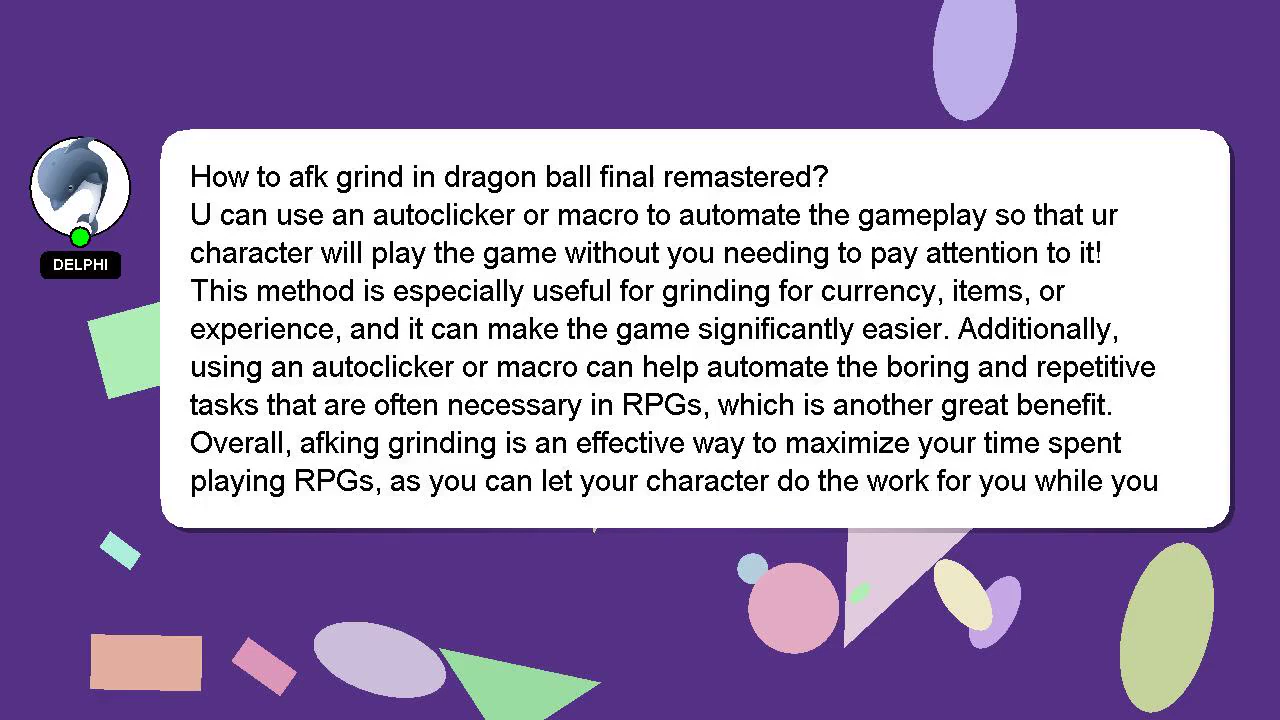 DELPHI
How to afk grind in dragon ball final remastered?
U can use an autoclicker or macro to automate the gameplay so that ur
character will play the game without you needing to pay attention to it!
This method is especially useful for grinding for currency, items, or
experience, and it can make the game significantly easier. Additionally,
using an autoclicker or macro can help automate the boring and repetitive
tasks that are often necessary in RPGs, which is another great benefit.
Overall, afking grinding is an effective way to maximize your time spent
playing RPGs, as you can let your character do the work for you while you